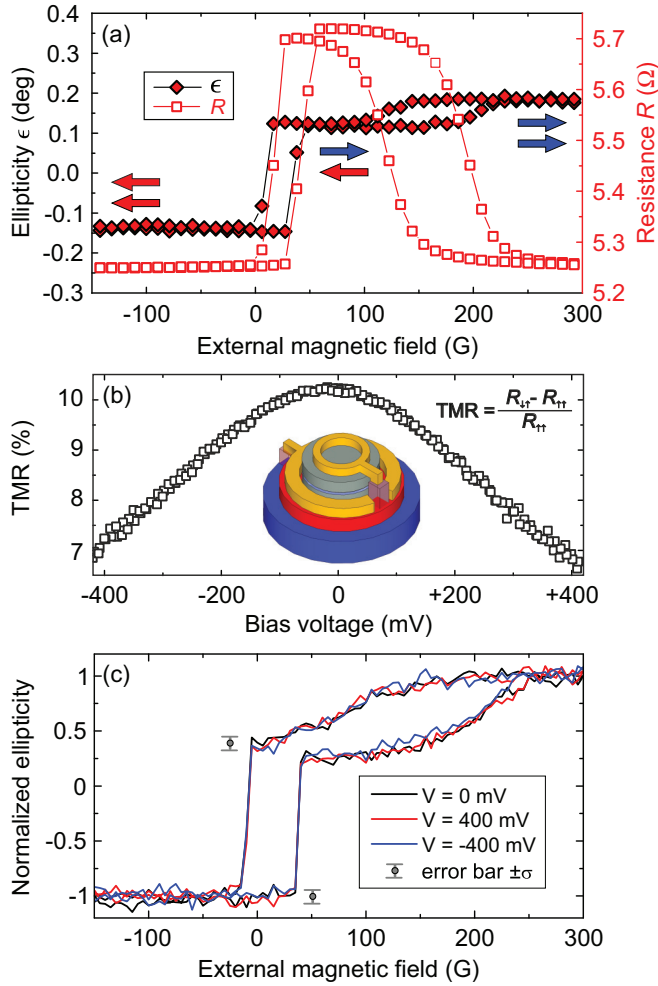 (a)
0.4
0.3
0.2
0.1
0.0
-0.1
-0.2
-0.3
Ellipticity ϵ (deg)
ϵ
R
5.7
5.6
5.5
5.4
5.3
5.2
Resistance R (Ω)
-100
0
100
200
300
External magnetic field (G)
(b)
TMR = R↓↑- R↑↑ / R↑↑
10
9
8
7
TMR (%)
-400
-200
0
+200
+400
Bias voltage (mV)
(c)
1
0.5
0
-0.5
-1
Normalized ellipticity
V = 0 mV
V = 400 mV
V = -400 mV
error bar ±σ
-100
0
100
200
300
External magnetic field (G)